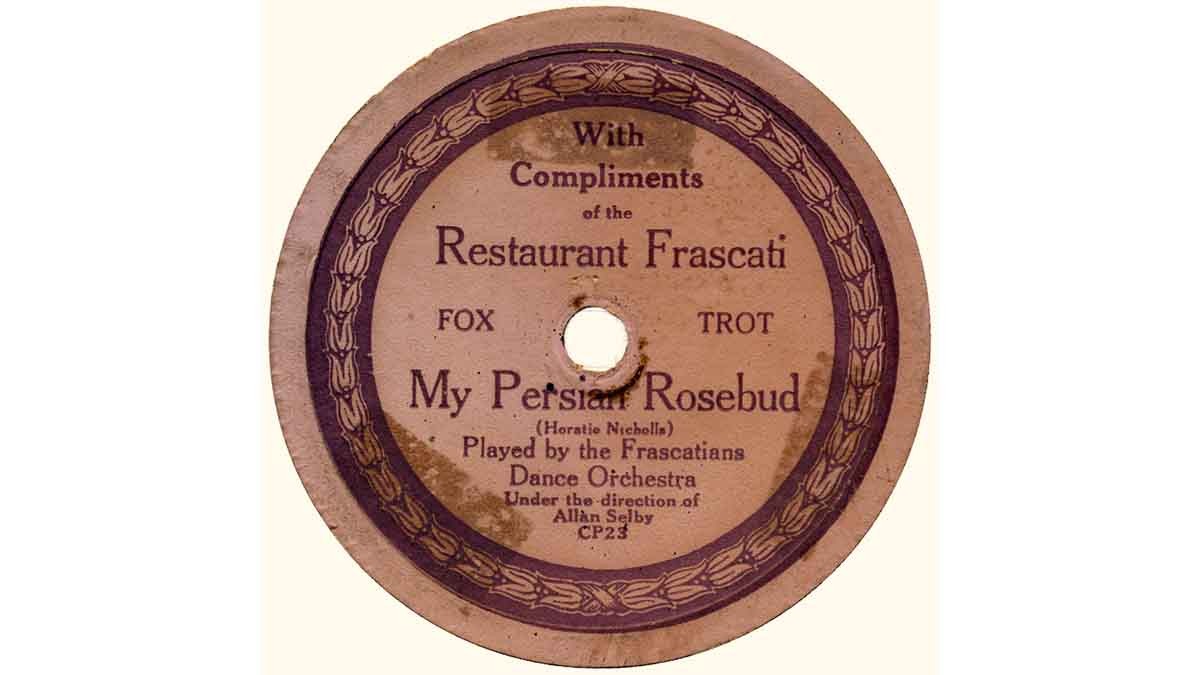 With
Compliments
of the
Restaurant Frascati
FOX TROT
My Persian Rosebud
(Horatio Nicholls)
Played by the Frascatians
Dance Orchestra
Under the direction of
Allan Selby
CP23